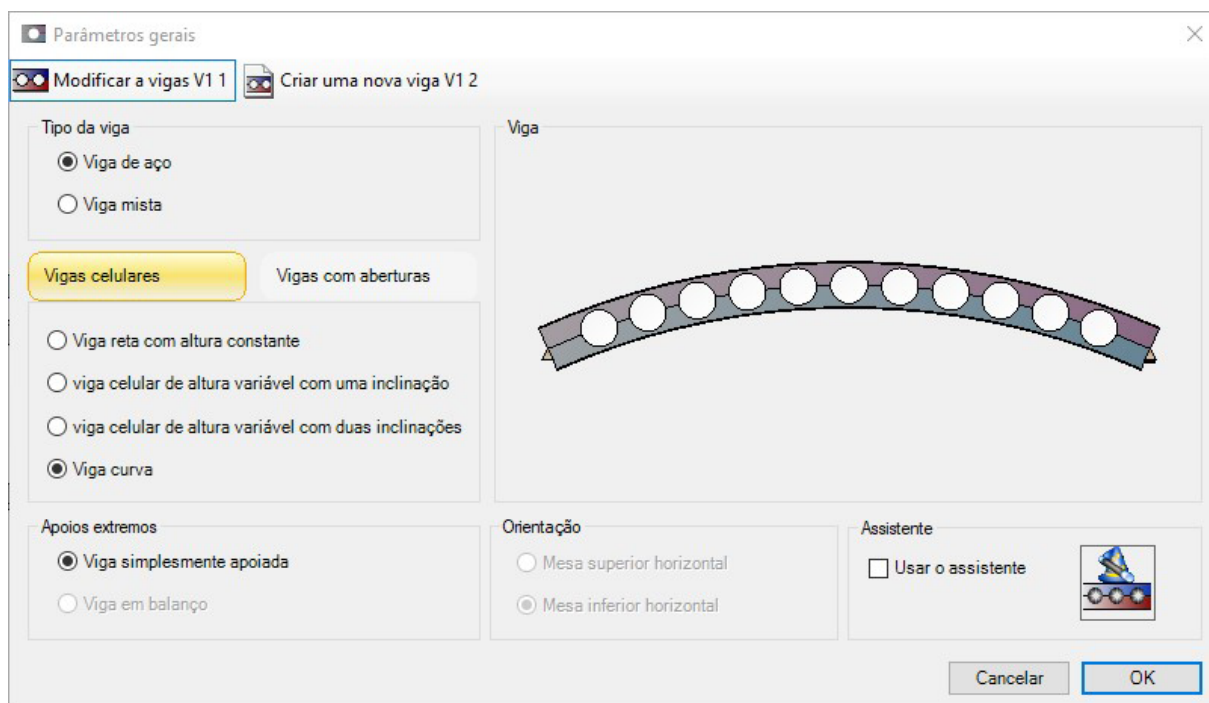 Parâmetros gerais
Modificar a vigas V1 1
Criar uma nova viga V1 2
Tipo da viga
Viga de aço
Viga mista
Vigas celulares
Vigas com aberturas
Viga reta com altura constante
viga celular de altura variável com uma inclinação
viga celular de altura variável com duas inclinações
Viga curva
Viga
Apoios extremos
Viga simplesmente apoiada
Viga em balanço
Orientação
Mesa superior horizontal
Mesa inferior horizontal
Assistente
Usar o assistente
Cancelar
OK